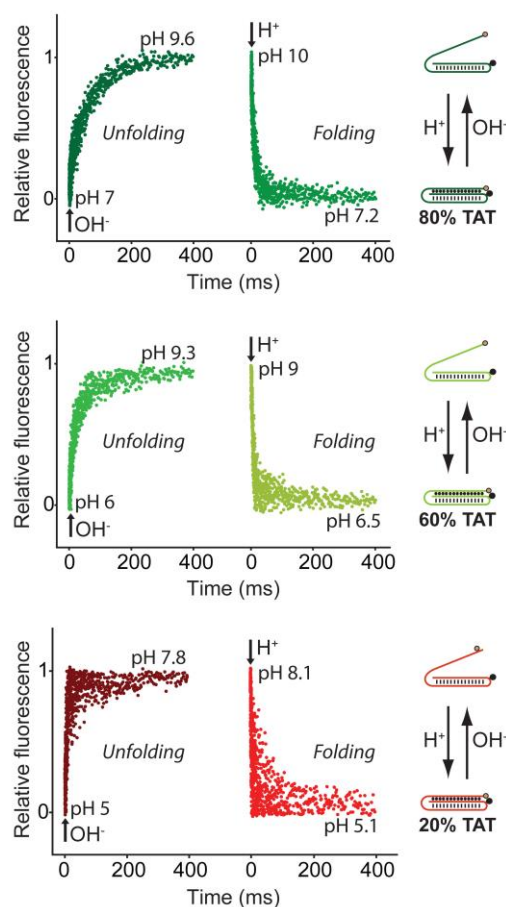 Relative fluorescence
1
0
pH 9.6
Unfolding
pH 7
OH⁻
0 200 400
H⁺
pH 10
Folding
pH 7.2
0 200 400
Time (ms)
H⁺ OH⁻
80% TAT
Relative fluorescence
1
0
pH 9.3
Unfolding
pH 6
OH⁻
0 200 400
H⁺
pH 9
Folding
pH 6.5
0 200 400
Time (ms)
H⁺ OH⁻
60% TAT
Relative fluorescence
1
0
pH 7.8
Unfolding
pH 5
OH⁻
0 200 400
Time (ms)
H⁺
pH 8.1
Folding
pH 5.1
0 200 400
Time (ms)
H⁺ OH⁻
20% TAT